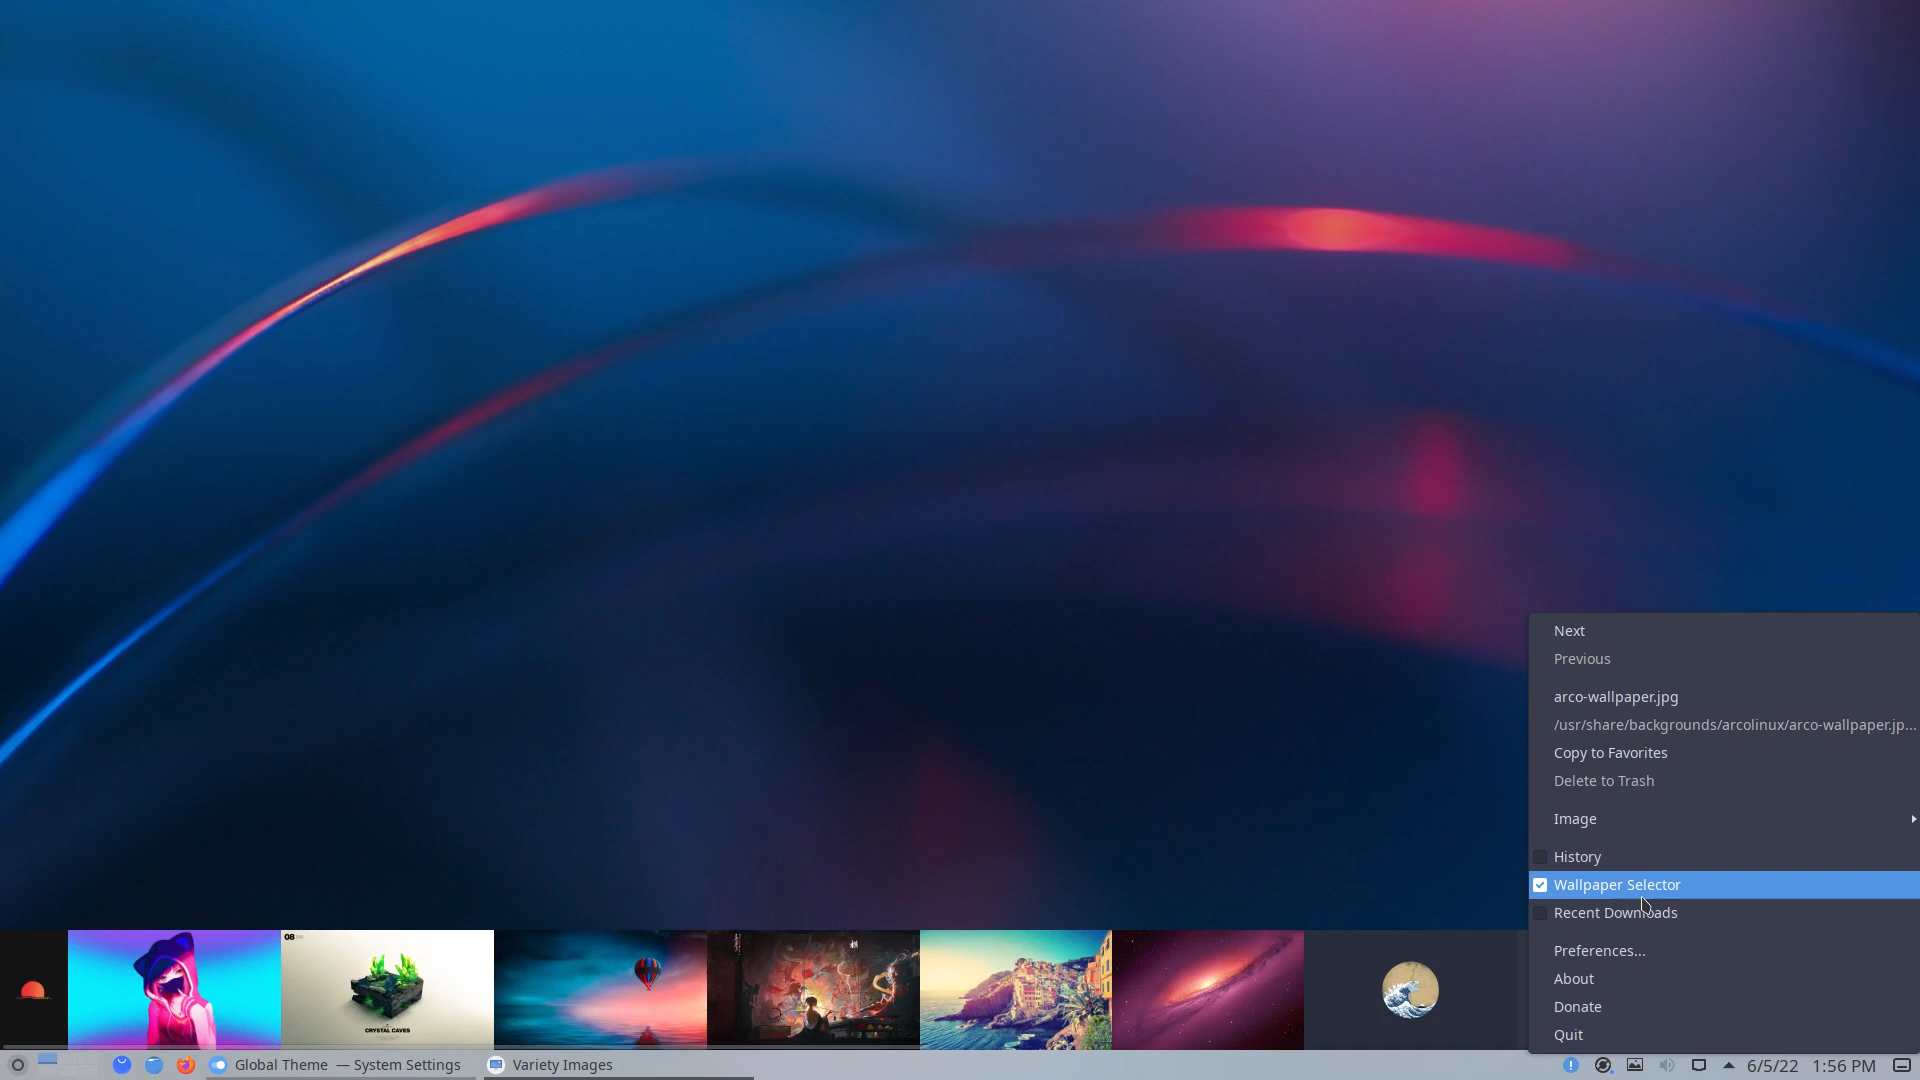 Next
Previous
arco-wallpaper.jpg
/usr/share/backgrounds/arcolinux/arco-wallpaper.jp...
Copy to Favorites
Delete to Trash
Image
History
Wallpaper Selector
Recent Downloads
Preferences...
About
Donate
Quit
08
CRYSTAL CAVES
Global Theme — System Settings
Variety Images
6/5/22 1:56 PM